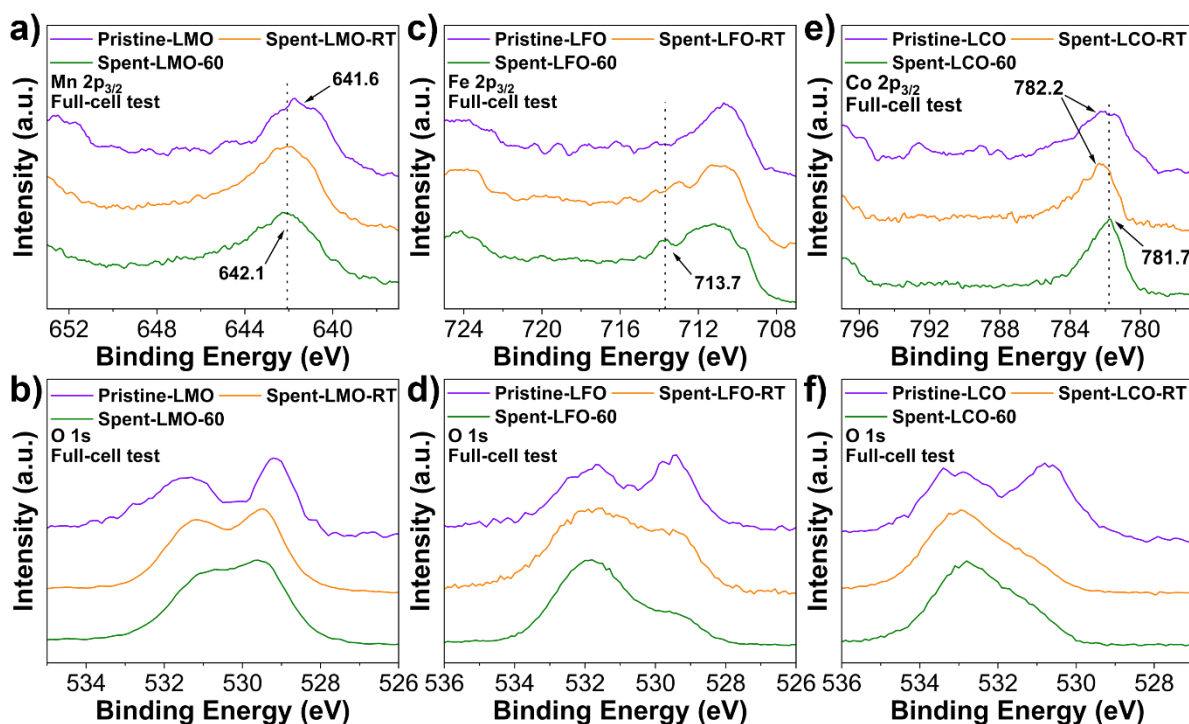 a)
Pristine-LMO Spent-LMO-RT
Spent-LMO-60
Mn 2p3/2
Full-cell test
641.6
642.1
Intensity (a.u.)
652 648 644 640
Binding Energy (eV)
c)
Pristine-LFO Spent-LFO-RT
Spent-LFO-60
Fe 2p3/2
Full-cell test
713.7
Intensity (a.u.)
724 720 716 712 708
Binding Energy (eV)
e)
Pristine-LCO Spent-LCO-RT
Spent-LCO-60
Co 2p3/2
Full-cell test
782.2
781.7
Intensity (a.u.)
796 792 788 784 780
Binding Energy (eV)
b)
Pristine-LMO Spent-LMO-RT
Spent-LMO-60
O 1s
Full-cell test
Intensity (a.u.)
534 532 530 528 526
Binding Energy (eV)
d)
Pristine-LFO Spent-LFO-RT
Spent-LFO-60
O 1s
Full-cell test
Intensity (a.u.)
536 534 532 530 528 526
Binding Energy (eV)
f)
Pristine-LCO Spent-LCO-RT
Spent-LCO-60
O 1s
Full-cell test
Intensity (a.u.)
536 534 532 530 528
Binding Energy (eV)